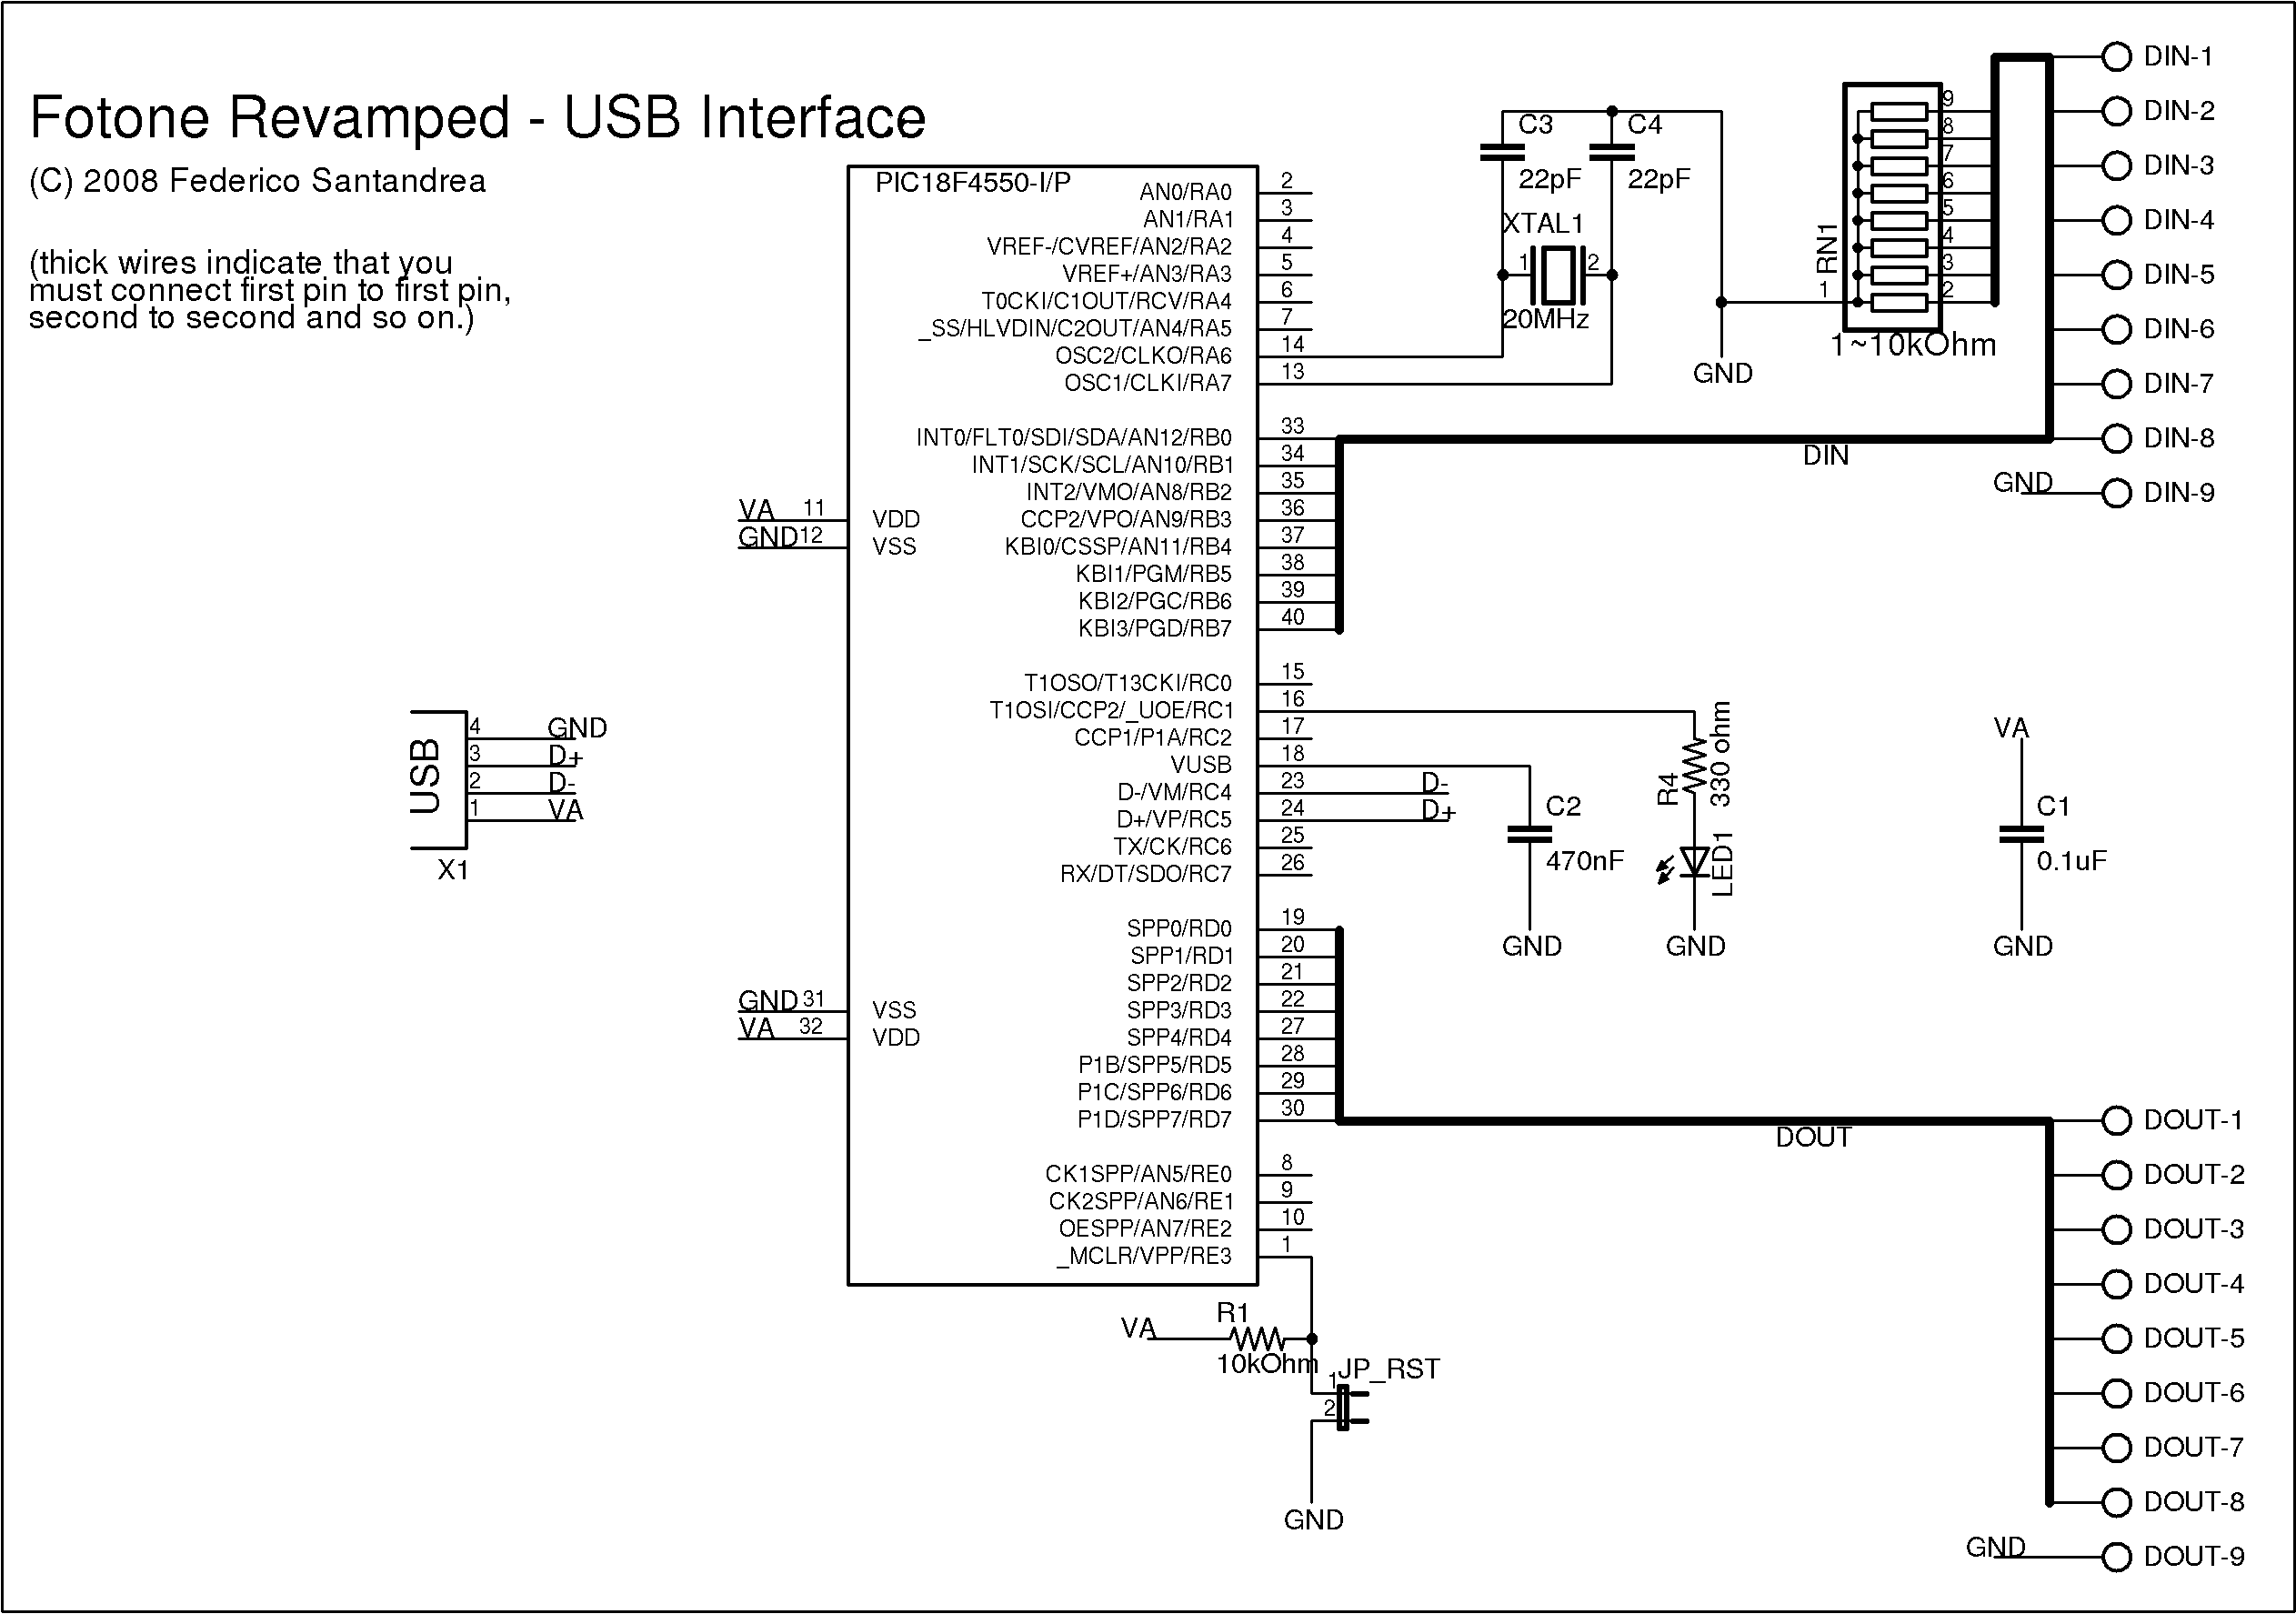 Fotone Revamped - USB Interface
(C) 2008 Federico Santandrea
(thick wires indicate that you
must connect first pin to first pin,
second to second and so on.)
PIC18F4550-I/P
AN0/RA0 2
AN1/RA1 3
VREF-/CVREF/AN2/RA2 4
VREF+/AN3/RA3 5
T0CKI/C1OUT/RCV/RA4 6
_SS/HLVDIN/C2OUT/AN4/RA5 7
OSC2/CLKO/RA6 14
OSC1/CLKI/RA7 13
INT0/FLT0/SDI/SDA/AN12/RB0 33
INT1/SCK/SCL/AN10/RB1 34
INT2/VMO/AN8/RB2 35
CCP2/VPO/AN9/RB3 36
KBI0/CSSP/AN11/RB4 37
KBI1/PGM/RB5 38
KBI2/PGC/RB6 39
KBI3/PGD/RB7 40
T1OSO/T13CKI/RC0 15
T1OSI/CCP2/_UOE/RC1 16
CCP1/P1A/RC2 17
VUSB 18
D-/VM/RC4 23 D-
D+/VP/RC5 24 D+
TX/CK/RC6 25
RX/DT/SDO/RC7 26
SPP0/RD0 19
SPP1/RD1 20
SPP2/RD2 21
SPP3/RD3 22
SPP4/RD4 27
P1B/SPP5/RD5 28
P1C/SPP6/RD6 29
P1D/SPP7/RD7 30
CK1SPP/AN5/RE0 8
CK2SPP/AN6/RE1 9
OESPP/AN7/RE2 10
_MCLR/VPP/RE3 1
VA 11 VDD
GND 12 VSS
GND 31 VSS
VA 32 VDD
USB
4 GND
3 D+
2 D-
1 VA
X1
C3
22pF
C4
22pF
XTAL1
1 2
20MHz
GND
RN1
9
8
7
6
5
4
3
2
1
1~10kOhm
DIN
DIN-1
DIN-2
DIN-3
DIN-4
DIN-5
DIN-6
DIN-7
DIN-8
GND DIN-9
C2
470nF
GND
R4
330 ohm
LED1
GND
VA
C1
0.1uF
GND
DOUT
DOUT-1
DOUT-2
DOUT-3
DOUT-4
DOUT-5
DOUT-6
DOUT-7
DOUT-8
GND DOUT-9
VA
R1
10kOhm
JP_RST
1
2
GND